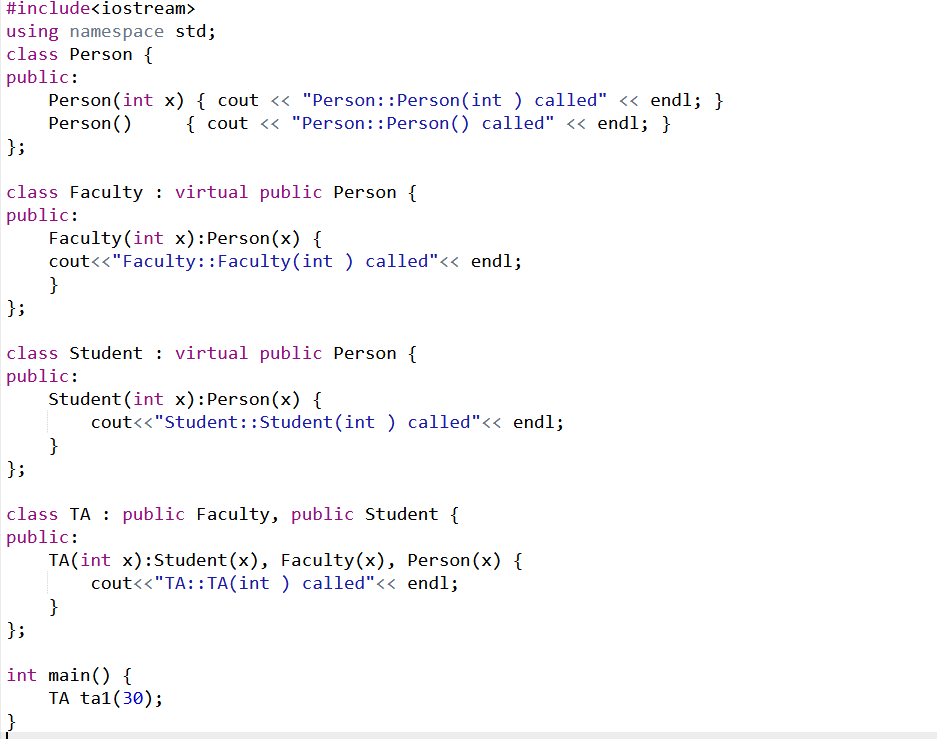 #include<iostream>
using namespace std;
class Person {
public:
    Person(int x) { cout << "Person::Person(int ) called" << endl; }
    Person()     { cout << "Person::Person() called" << endl; }
};

class Faculty : virtual public Person {
public:
    Faculty(int x):Person(x) {
    cout<<"Faculty::Faculty(int ) called"<< endl;
    }
};

class Student : virtual public Person {
public:
    Student(int x):Person(x) {
        cout<<"Student::Student(int ) called"<< endl;
    }
};

class TA : public Faculty, public Student {
public:
    TA(int x):Student(x), Faculty(x), Person(x) {
        cout<<"TA::TA(int ) called"<< endl;
    }
};

int main() {
    TA ta1(30);
}